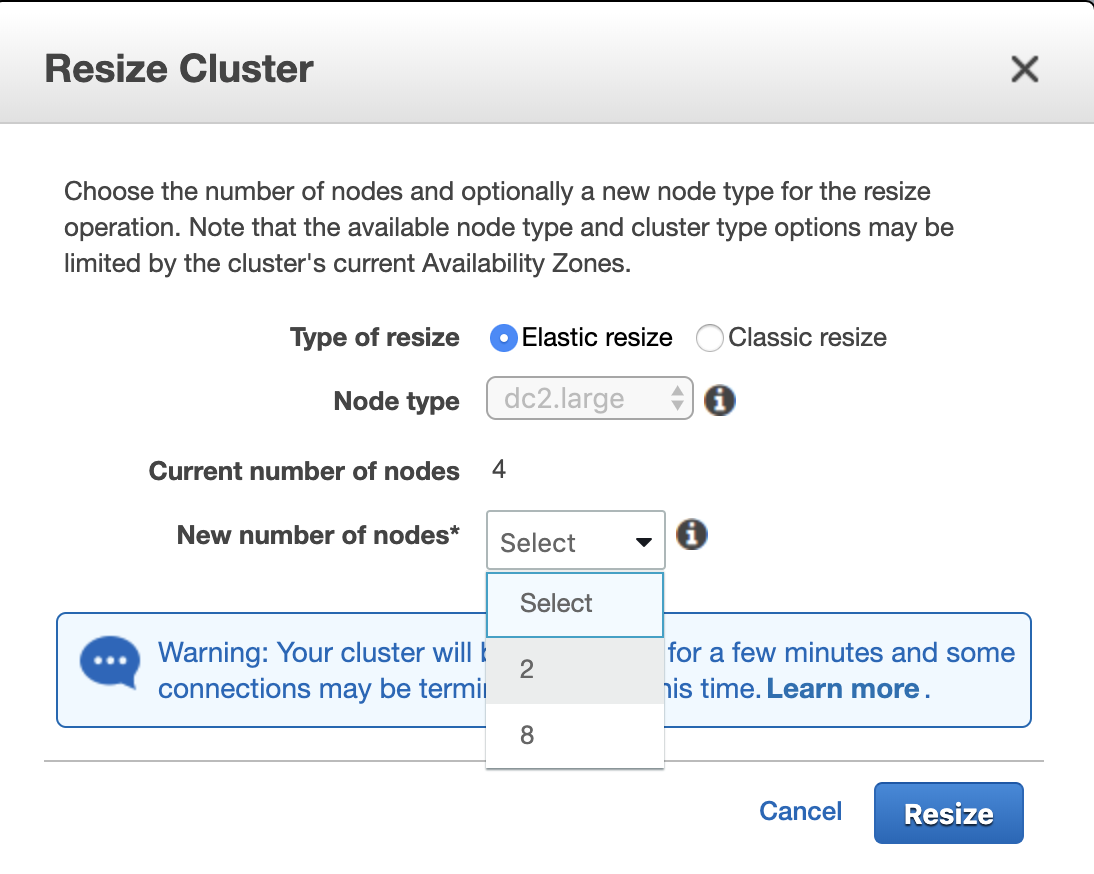 Resize Cluster
Choose the number of nodes and optionally a new node type for the resize
operation. Note that the available node type and cluster type options may be
limited by the cluster's current Availability Zones.
Type of resize Elastic resize Classic resize
Node type dc2.large
Current number of nodes 4
New number of nodes* Select
Select
2
8
Warning: Your cluster will for a few minutes and some
connections may be time. Learn more.
Cancel Resize